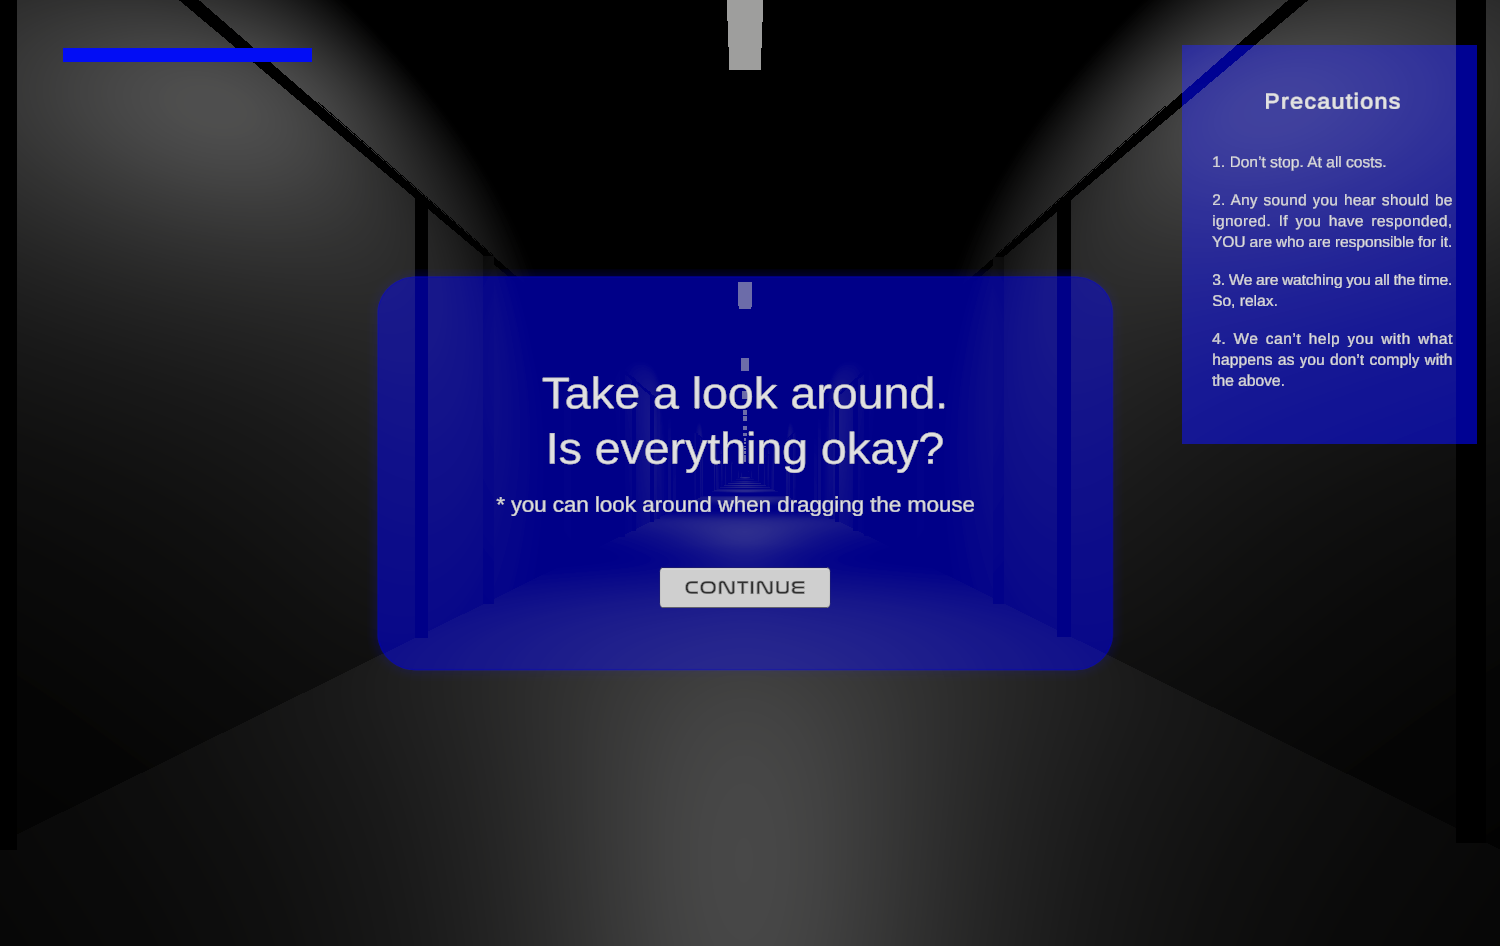 Precautions
1. Don’t stop. At all costs.
2. Any sound you hear should be
ignored. If you have responded,
YOU are who are responsible for it.
3. We are watching you all the time.
So, relax.
4. We can’t help you with what
happens as you don’t comply with
the above.
Take a look around.
Is everything okay?
* you can look around when dragging the mouse
CONTINUE